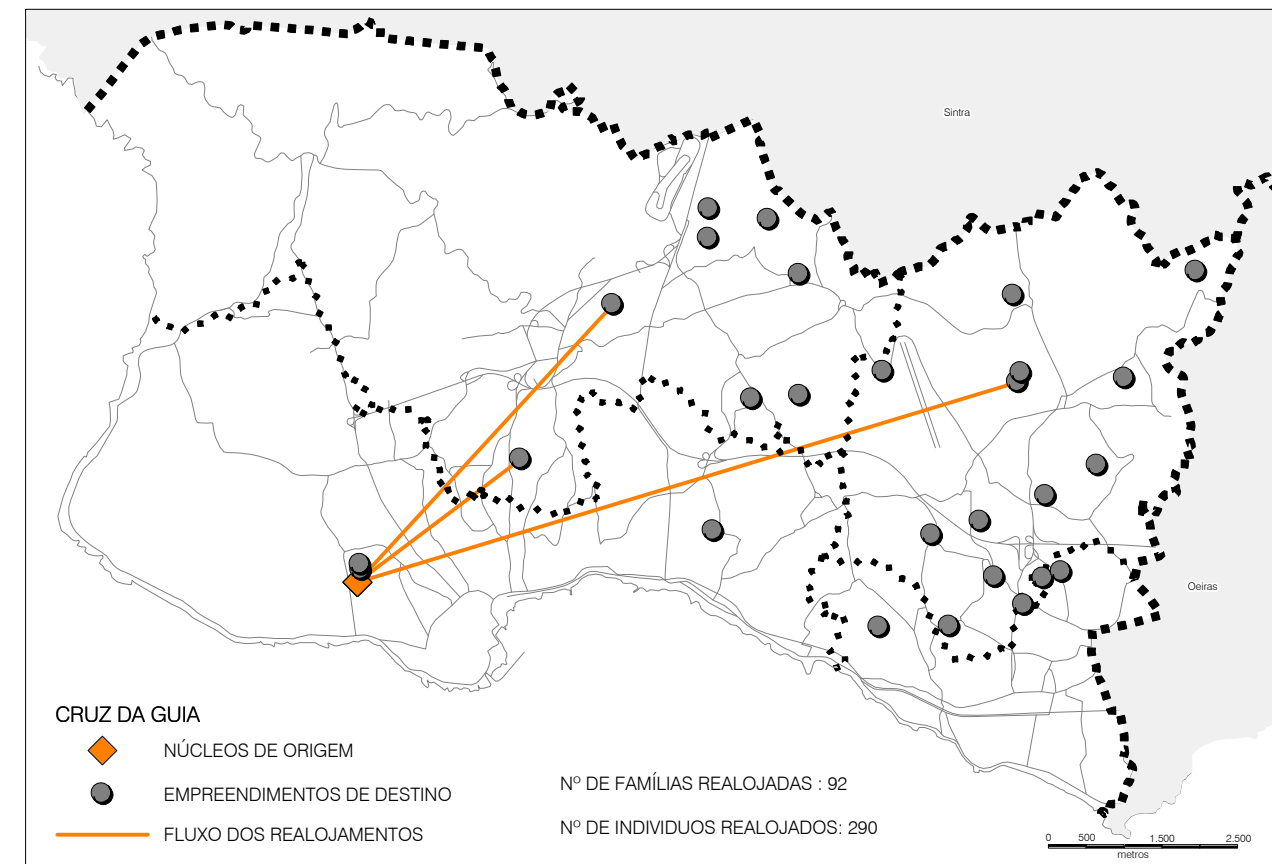 Sintra
Oeiras
CRUZ DA GUIA
NÚCLEOS DE ORIGEM
EMPREENDIMENTOS DE DESTINO
FLUXO DOS REALOJAMENTOS
Nº DE FAMÍLIAS REALOJADAS : 92
Nº DE INDIVIDUOS REALOJADOS: 290
0 500 1.500 2.500
metros